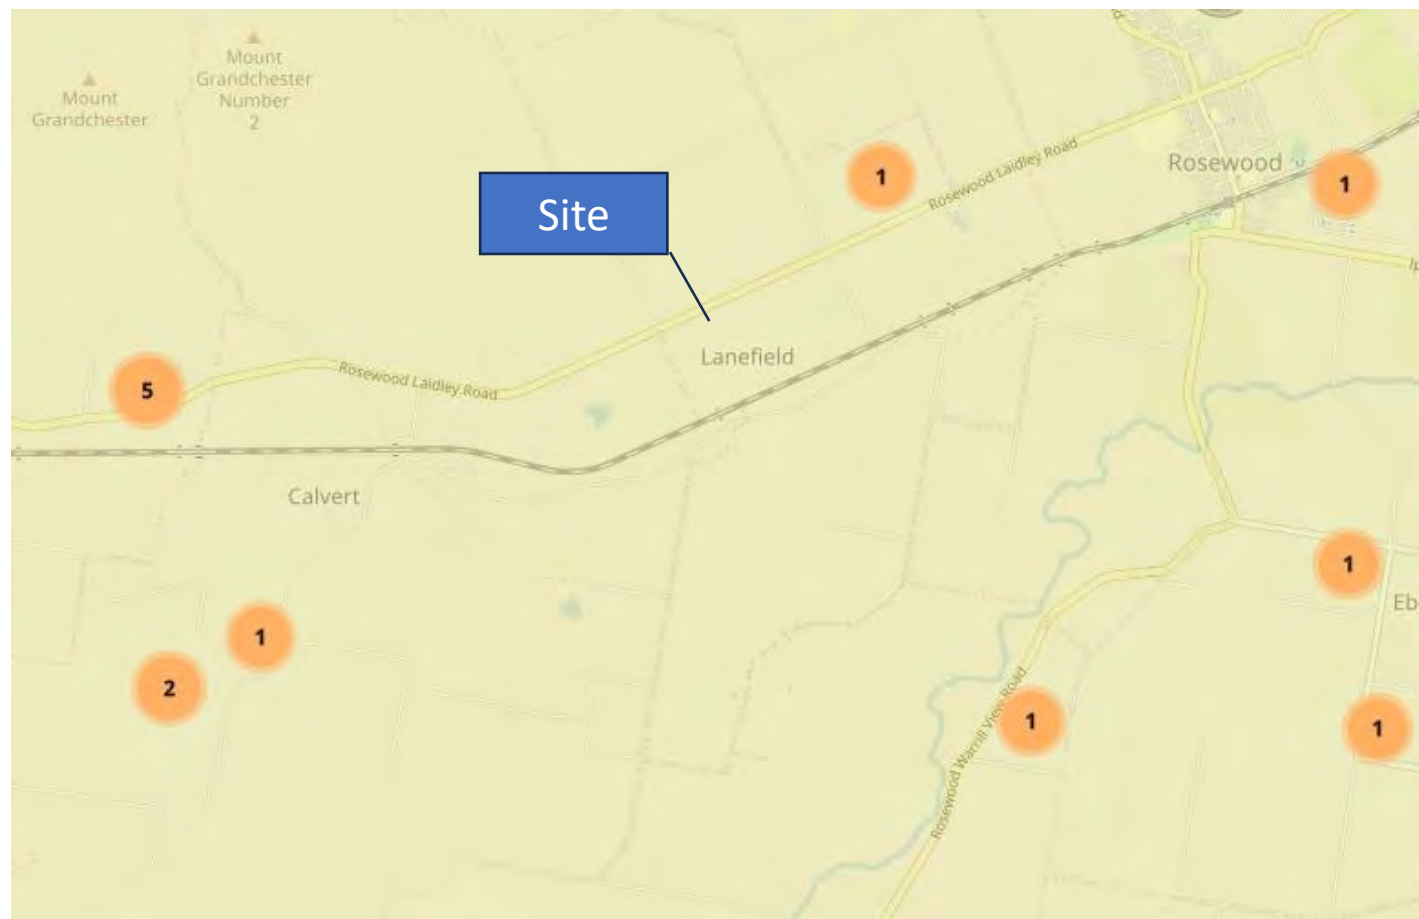 Mount
Grandchester
Number
2
Mount
Grandchester
1
Rosewood Laidley Road
Rosewood
1
Site
Lanefield
5
Rosewood Laidley Road
Calvert
1
Eb
1
2
Rosewood Warrill View Road
1
1